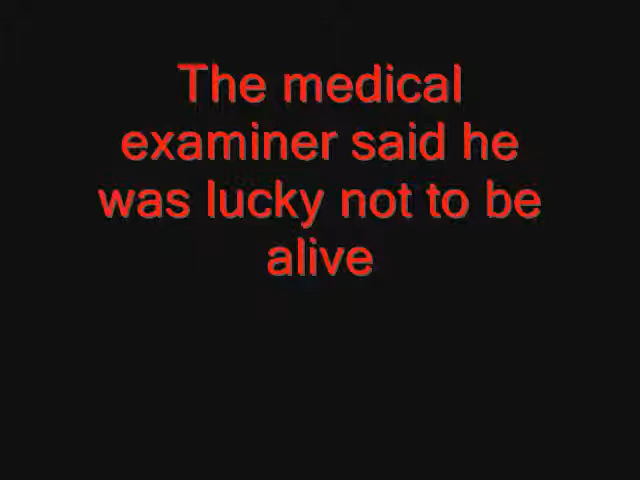 The medical
examiner said he
was lucky not to be
alive